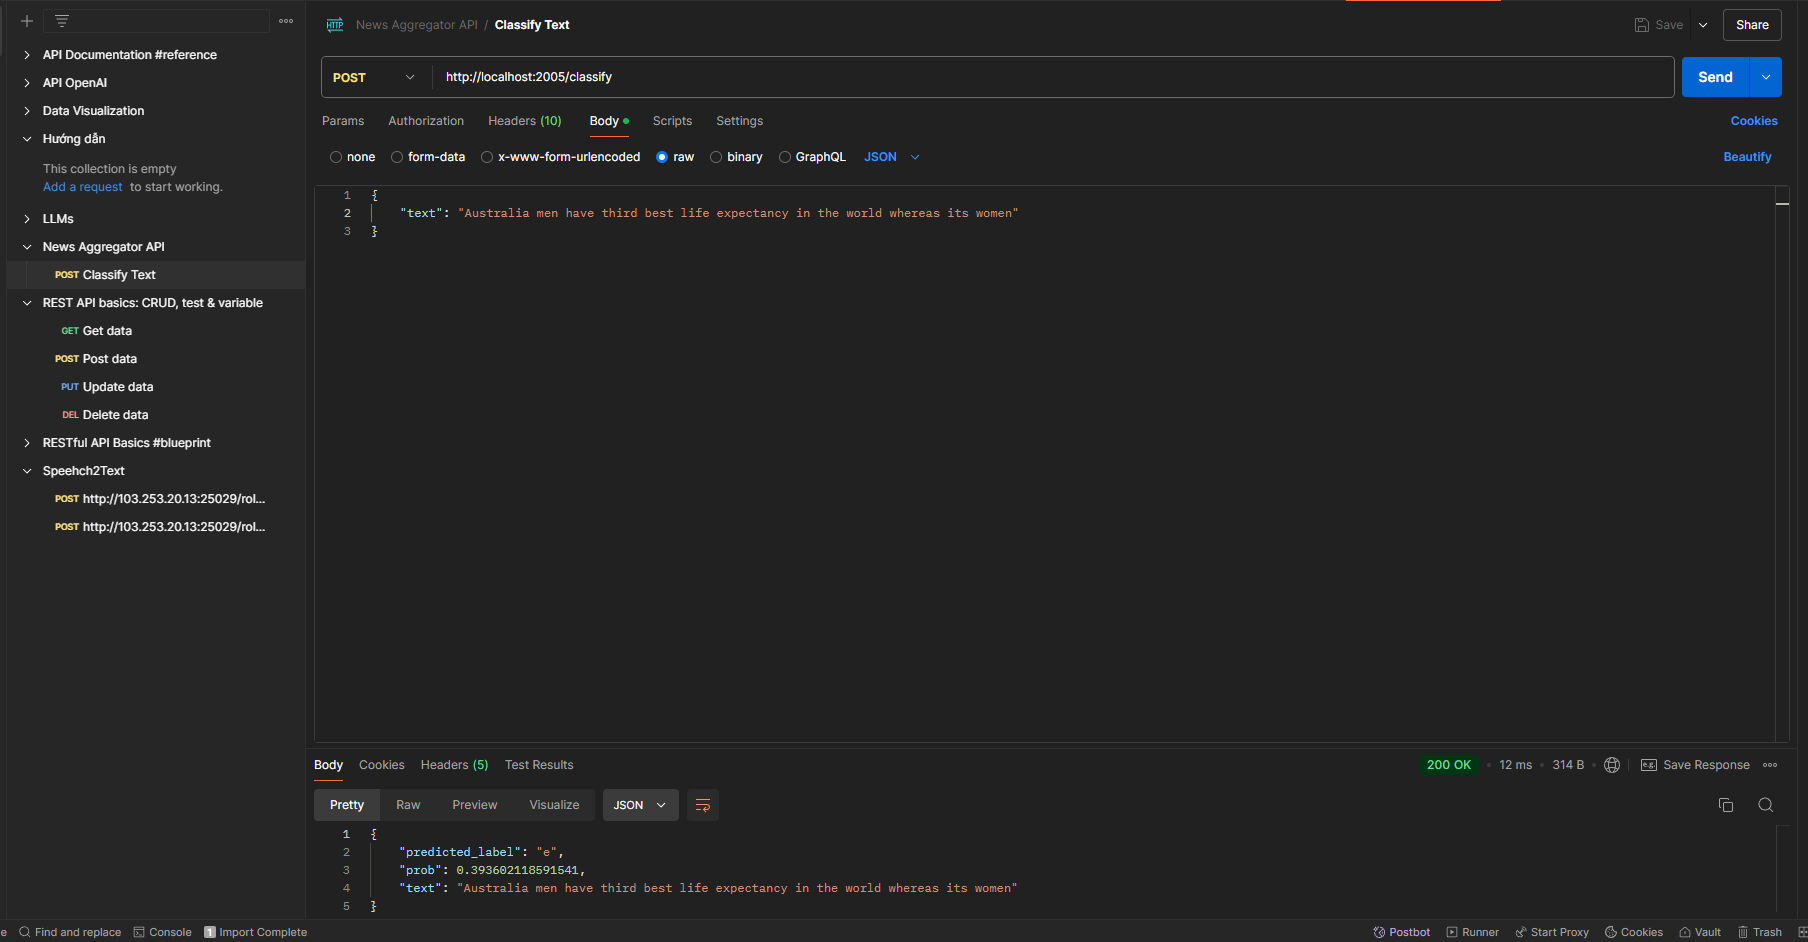 API Documentation #reference
API OpenAI
Data Visualization
Hướng dẫn
This collection is empty
Add a request to start working.
LLMs
News Aggregator API
POST Classify Text
REST API basics: CRUD, test & variable
GET Get data
POST Post data
PUT Update data
DEL Delete data
RESTful API Basics #blueprint
Speehch2Text
POST http://103.253.20.13:25029/rol...
POST http://103.253.20.13:25029/rol...
HTTP News Aggregator API / Classify Text
Save Share
POST http://localhost:2005/classify Send
Params Authorization Headers (10) Body Scripts Settings Cookies
none form-data x-www-form-urlencoded raw binary GraphQL JSON Beautify
1 {
2 "text": "Australia men have third best life expectancy in the world whereas its women"
3 }
Body Cookies Headers (5) Test Results 200 OK • 12 ms • 314 B • e.g. Save Response
Pretty Raw Preview Visualize JSON
1 {
2 "predicted_label": "e",
3 "prob": 0.393602118591541,
4 "text": "Australia men have third best life expectancy in the world whereas its women"
5 }
e Find and replace Console 1 Import Complete Postbot Runner Start Proxy Cookies Vault Trash